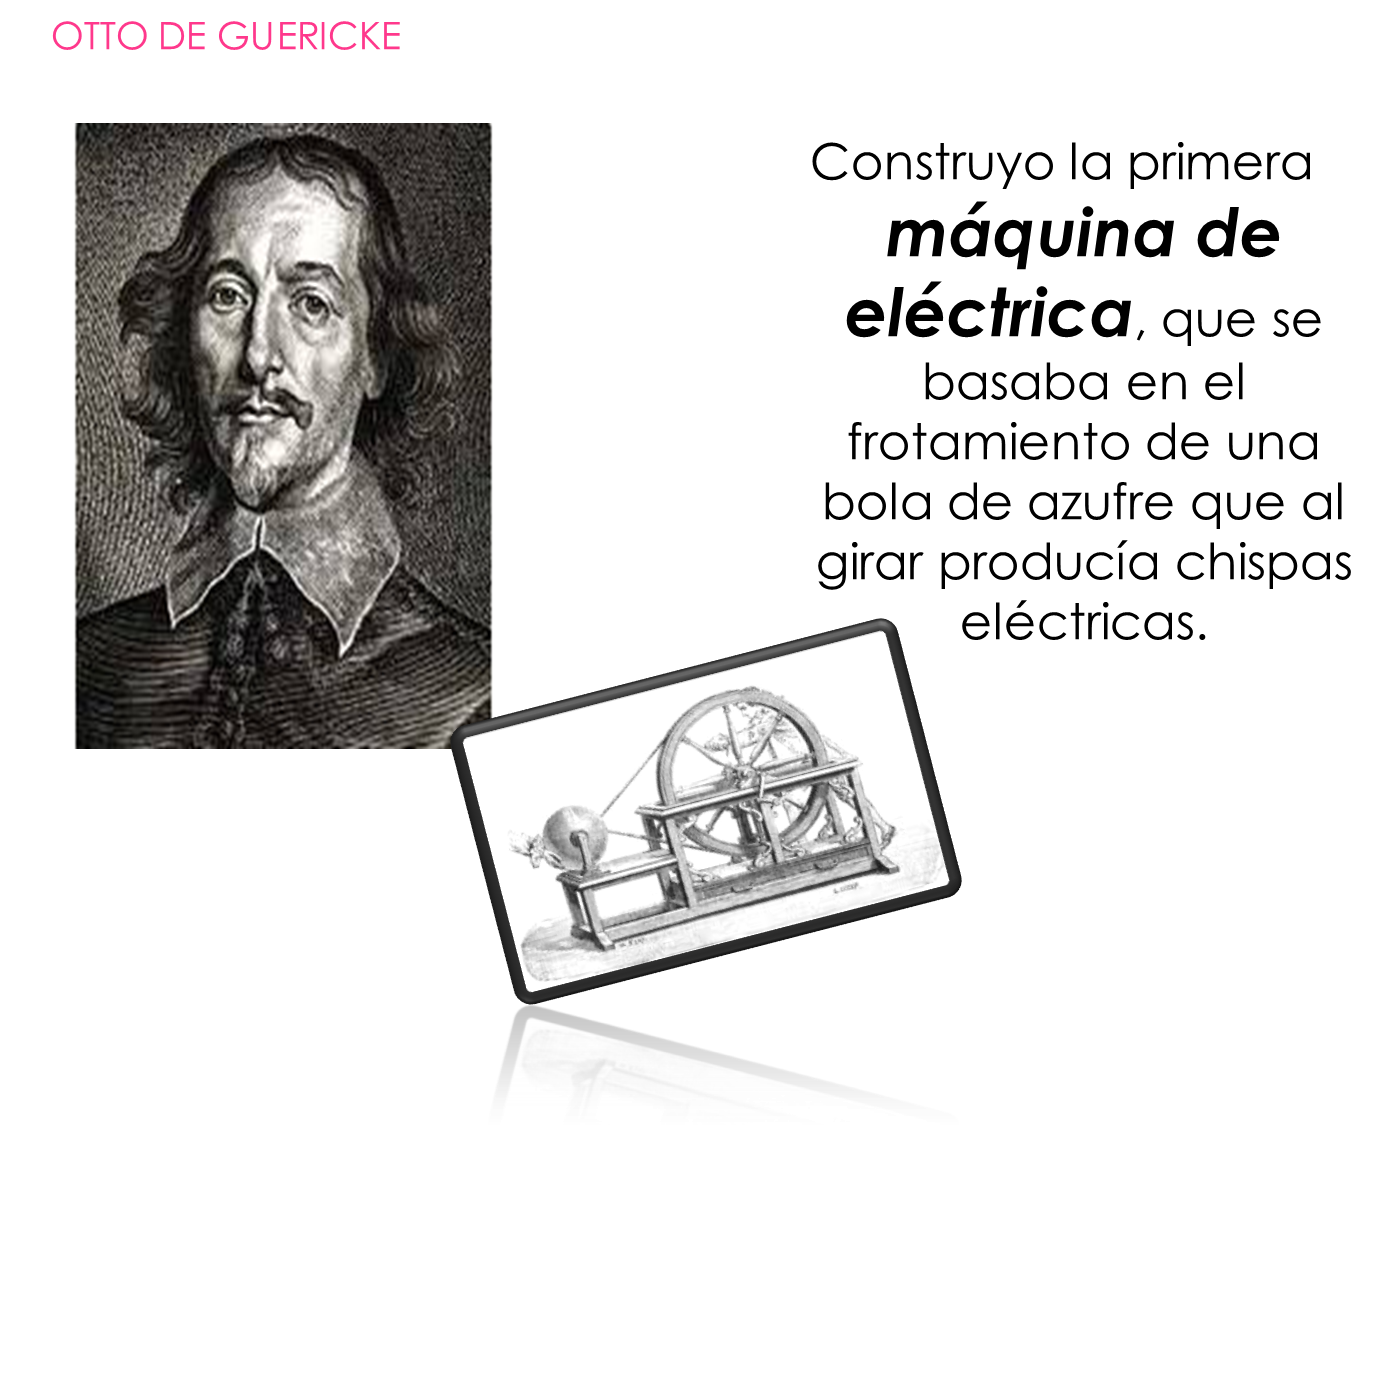 OTTO DE GUERICKE
Construyo la primera
máquina de
eléctrica, que se
basaba en el
frotamiento de una
bola de azufre que al
girar producía chispas
eléctricas.